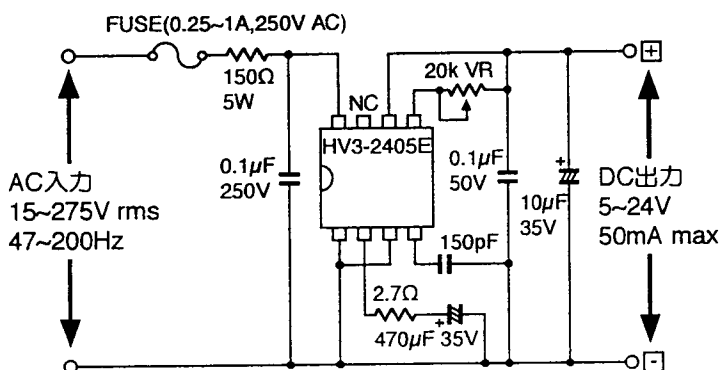 FUSE(0.25~1A,250V AC)
150Ω
5W
NC
20k VR
HV3-2405E
0.1µF
250V
0.1µF
50V
+
10µF
35V
150pF
2.7Ω
+
470µF 35V
AC入力
15~275V rms
47~200Hz
+
DC出力
5~24V
50mA max
-